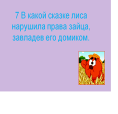 7 В какой сказке лиса
нарушила права зайца,
завладев его домиком.